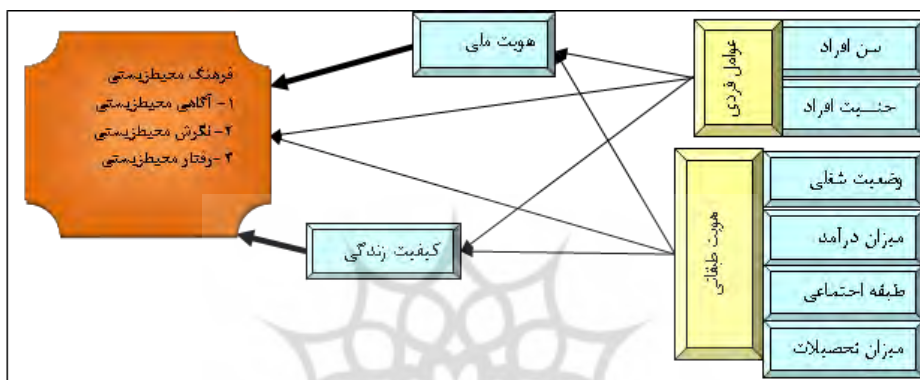 سن افراد
جنسیت افراد
عوامل فردی
وضعیت شغلی
میزان درآمد
طبقه اجتماعی
میزان تحصیلات
هویت طبقاتی
هویت ملی
کیفیت زندگی
فرهنگ محیطزیستی
۱- آگاهی محیطزیستی
۲-نگرش محیطزیستی
۳-رفتار محیطزیستی